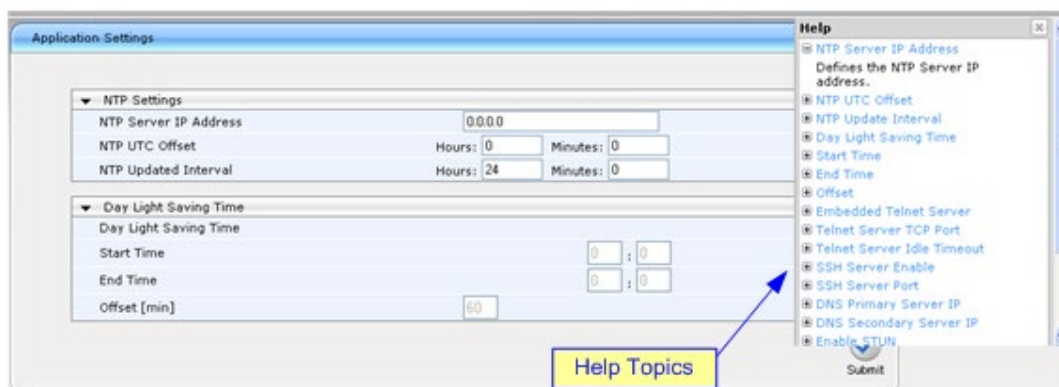 Application Settings
NTP Settings
NTP Server IP Address 0.0.0.0
NTP UTC Offset Hours: 0 Minutes: 0
NTP Updated Interval Hours: 24 Minutes: 0
Day Light Saving Time
Day Light Saving Time
Start Time 0 : 0
End Time 0 : 0
Offset [min] 60
Submit
Help
NTP Server IP Address
Defines the NTP Server IP
address.
NTP UTC Offset
NTP Update Interval
Day Light Saving Time
Start Time
End Time
Offset
Embedded Telnet Server
Telnet Server TCP Port
Telnet Server Idle Timeout
SSH Server Enable
SSH Server Port
DNS Primary Server IP
DNS Secondary Server IP
Enable STUN
Help Topics